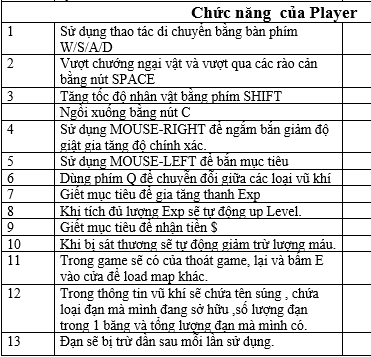 Chức năng của Player
1 Sử dụng thao tác di chuyển bằng bàn phím
W/S/A/D
2 Vượt chướng ngại vật và vượt qua các rào cản
bằng nút SPACE
3 Tăng tốc độ nhân vật bằng phím SHIFT
Ngồi xuống bằng nút C
4 Sử dụng MOUSE-RIGHT để ngắm bắn giảm độ
giật gia tăng độ chính xác.
5 Sử dụng MOUSE-LEFT để bắn mục tiêu
6 Dùng phím Q để chuyển đổi giữa các loại vũ khí
7 Giết mục tiêu để gia tăng thanh Exp
8 Khi tích đủ lượng Exp sẽ tự động up Level.
9 Giết mục tiêu để nhận tiền $
10 Khi bị sát thương sẽ tự động giảm trừ lượng máu.
11 Trong game sẽ có cửa thoát game, lại và bấm E
vào cửa để load map khác.
12 Trong thông tin vũ khí sẽ chứa tên súng , chứa
loại đạn mà mình đang sở hữu ,số lượng đạn
trong 1 băng và tổng lượng đạn mà mình có.
13 Đạn sẽ bị trừ dần sau mỗi lần sử dụng.